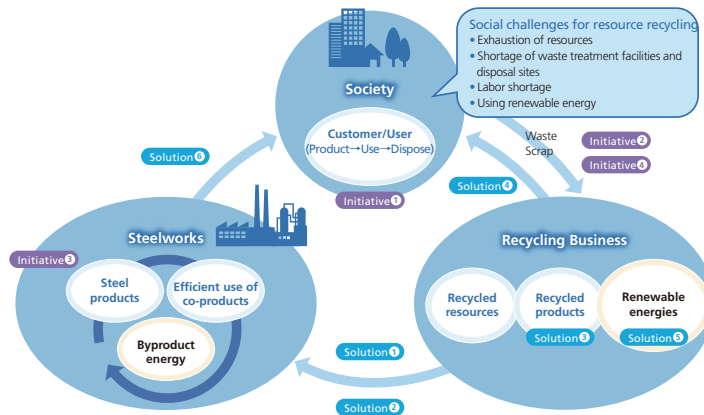 Social challenges for resource recycling
• Exhaustion of resources
• Shortage of waste treatment facilities and
disposal sites
• Labor shortage
• Using renewable energy
Society
Customer/User
(Product→Use→Dispose)
Initiative❶
Waste
Scrap
Initiative❷
Initiative❹
Solution❻
Solution❹
Steelworks
Initiative❸
Steel
products
Efficient use of
co-products
Byproduct
energy
Recycling Business
Recycled
resources
Recycled
products
Solution❸
Renewable
energies
Solution❺
Solution❶
Solution❷